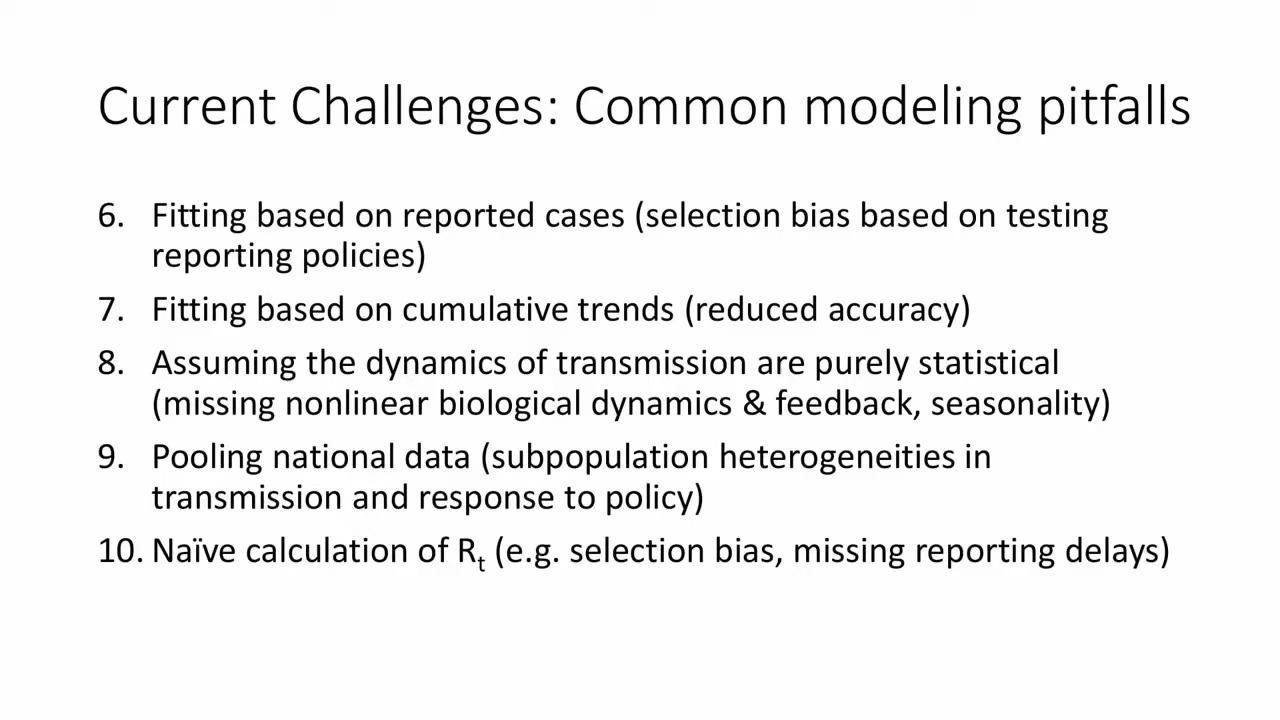 Current Challenges: Common modeling pitfalls
6. Fitting based on reported cases (selection bias based on testing
reporting policies)
7. Fitting based on cumulative trends (reduced accuracy)
8. Assuming the dynamics of transmission are purely statistical
(missing nonlinear biological dynamics & feedback, seasonality)
9. Pooling national data (subpopulation heterogeneities in
transmission and response to policy)
10. Naïve calculation of Rt (e.g. selection bias, missing reporting delays)